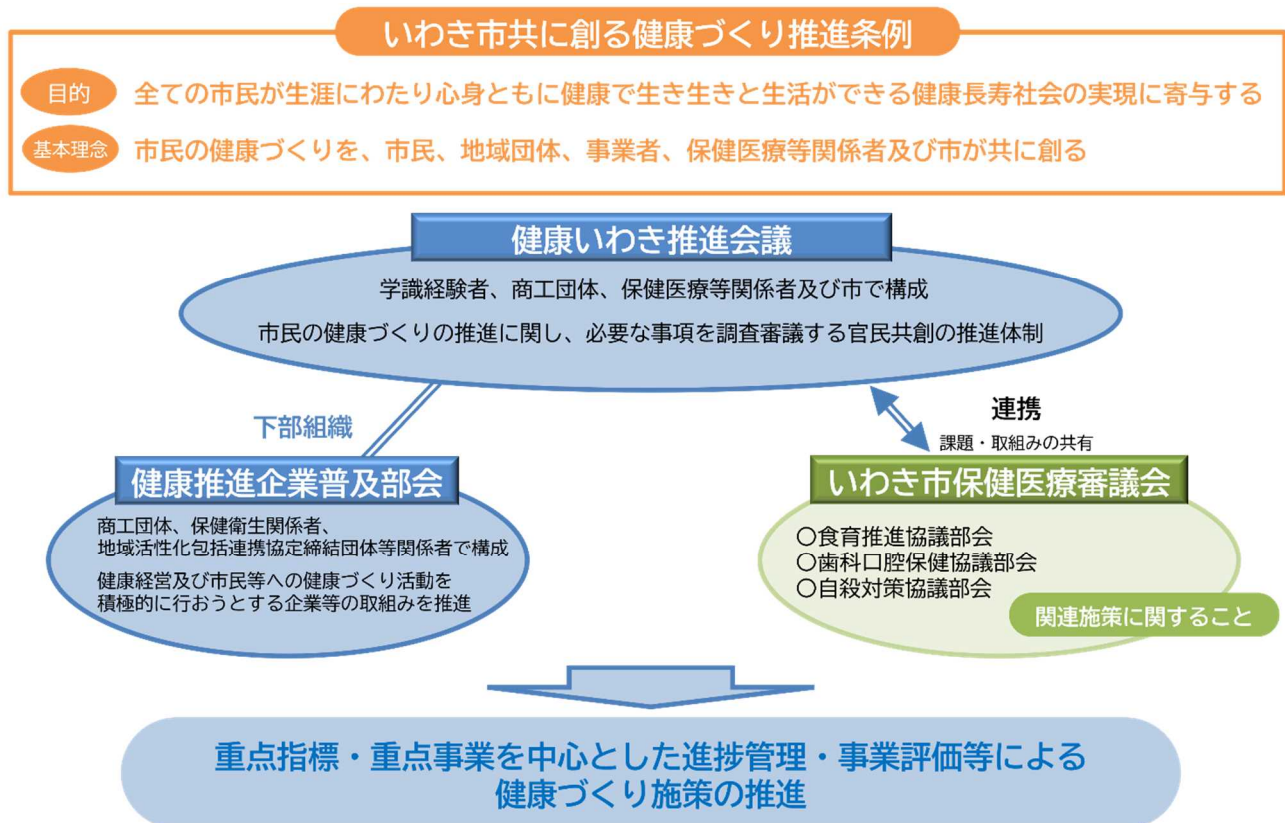 いわき市共に創る健康づくり推進条例
目的 全ての市民が生涯にわたり心身ともに健康で生き生きと生活ができる健康長寿社会の実現に寄与する
基本理念 市民の健康づくりを、市民、地域団体、事業者、保健医療等関係者及び市が共に創る
健康いわき推進会議
学識経験者、商工団体、保健医療等関係者及び市で構成
市民の健康づくりの推進に関し、必要な事項を調査審議する官民共創の推進体制
下部組織
連携
課題・取組みの共有
健康推進企業普及部会
商工団体、保健衛生関係者、
地域活性化包括連携協定締結団体等関係者で構成
健康経営及び市民等への健康づくり活動を
積極的に行おうとする企業等の取組みを推進
いわき市保健医療審議会
○食育推進協議部会
○歯科口腔保健協議部会
○自殺対策協議部会
関連施策に関すること
重点指標・重点事業を中心とした進捗管理・事業評価等による
健康づくり施策の推進